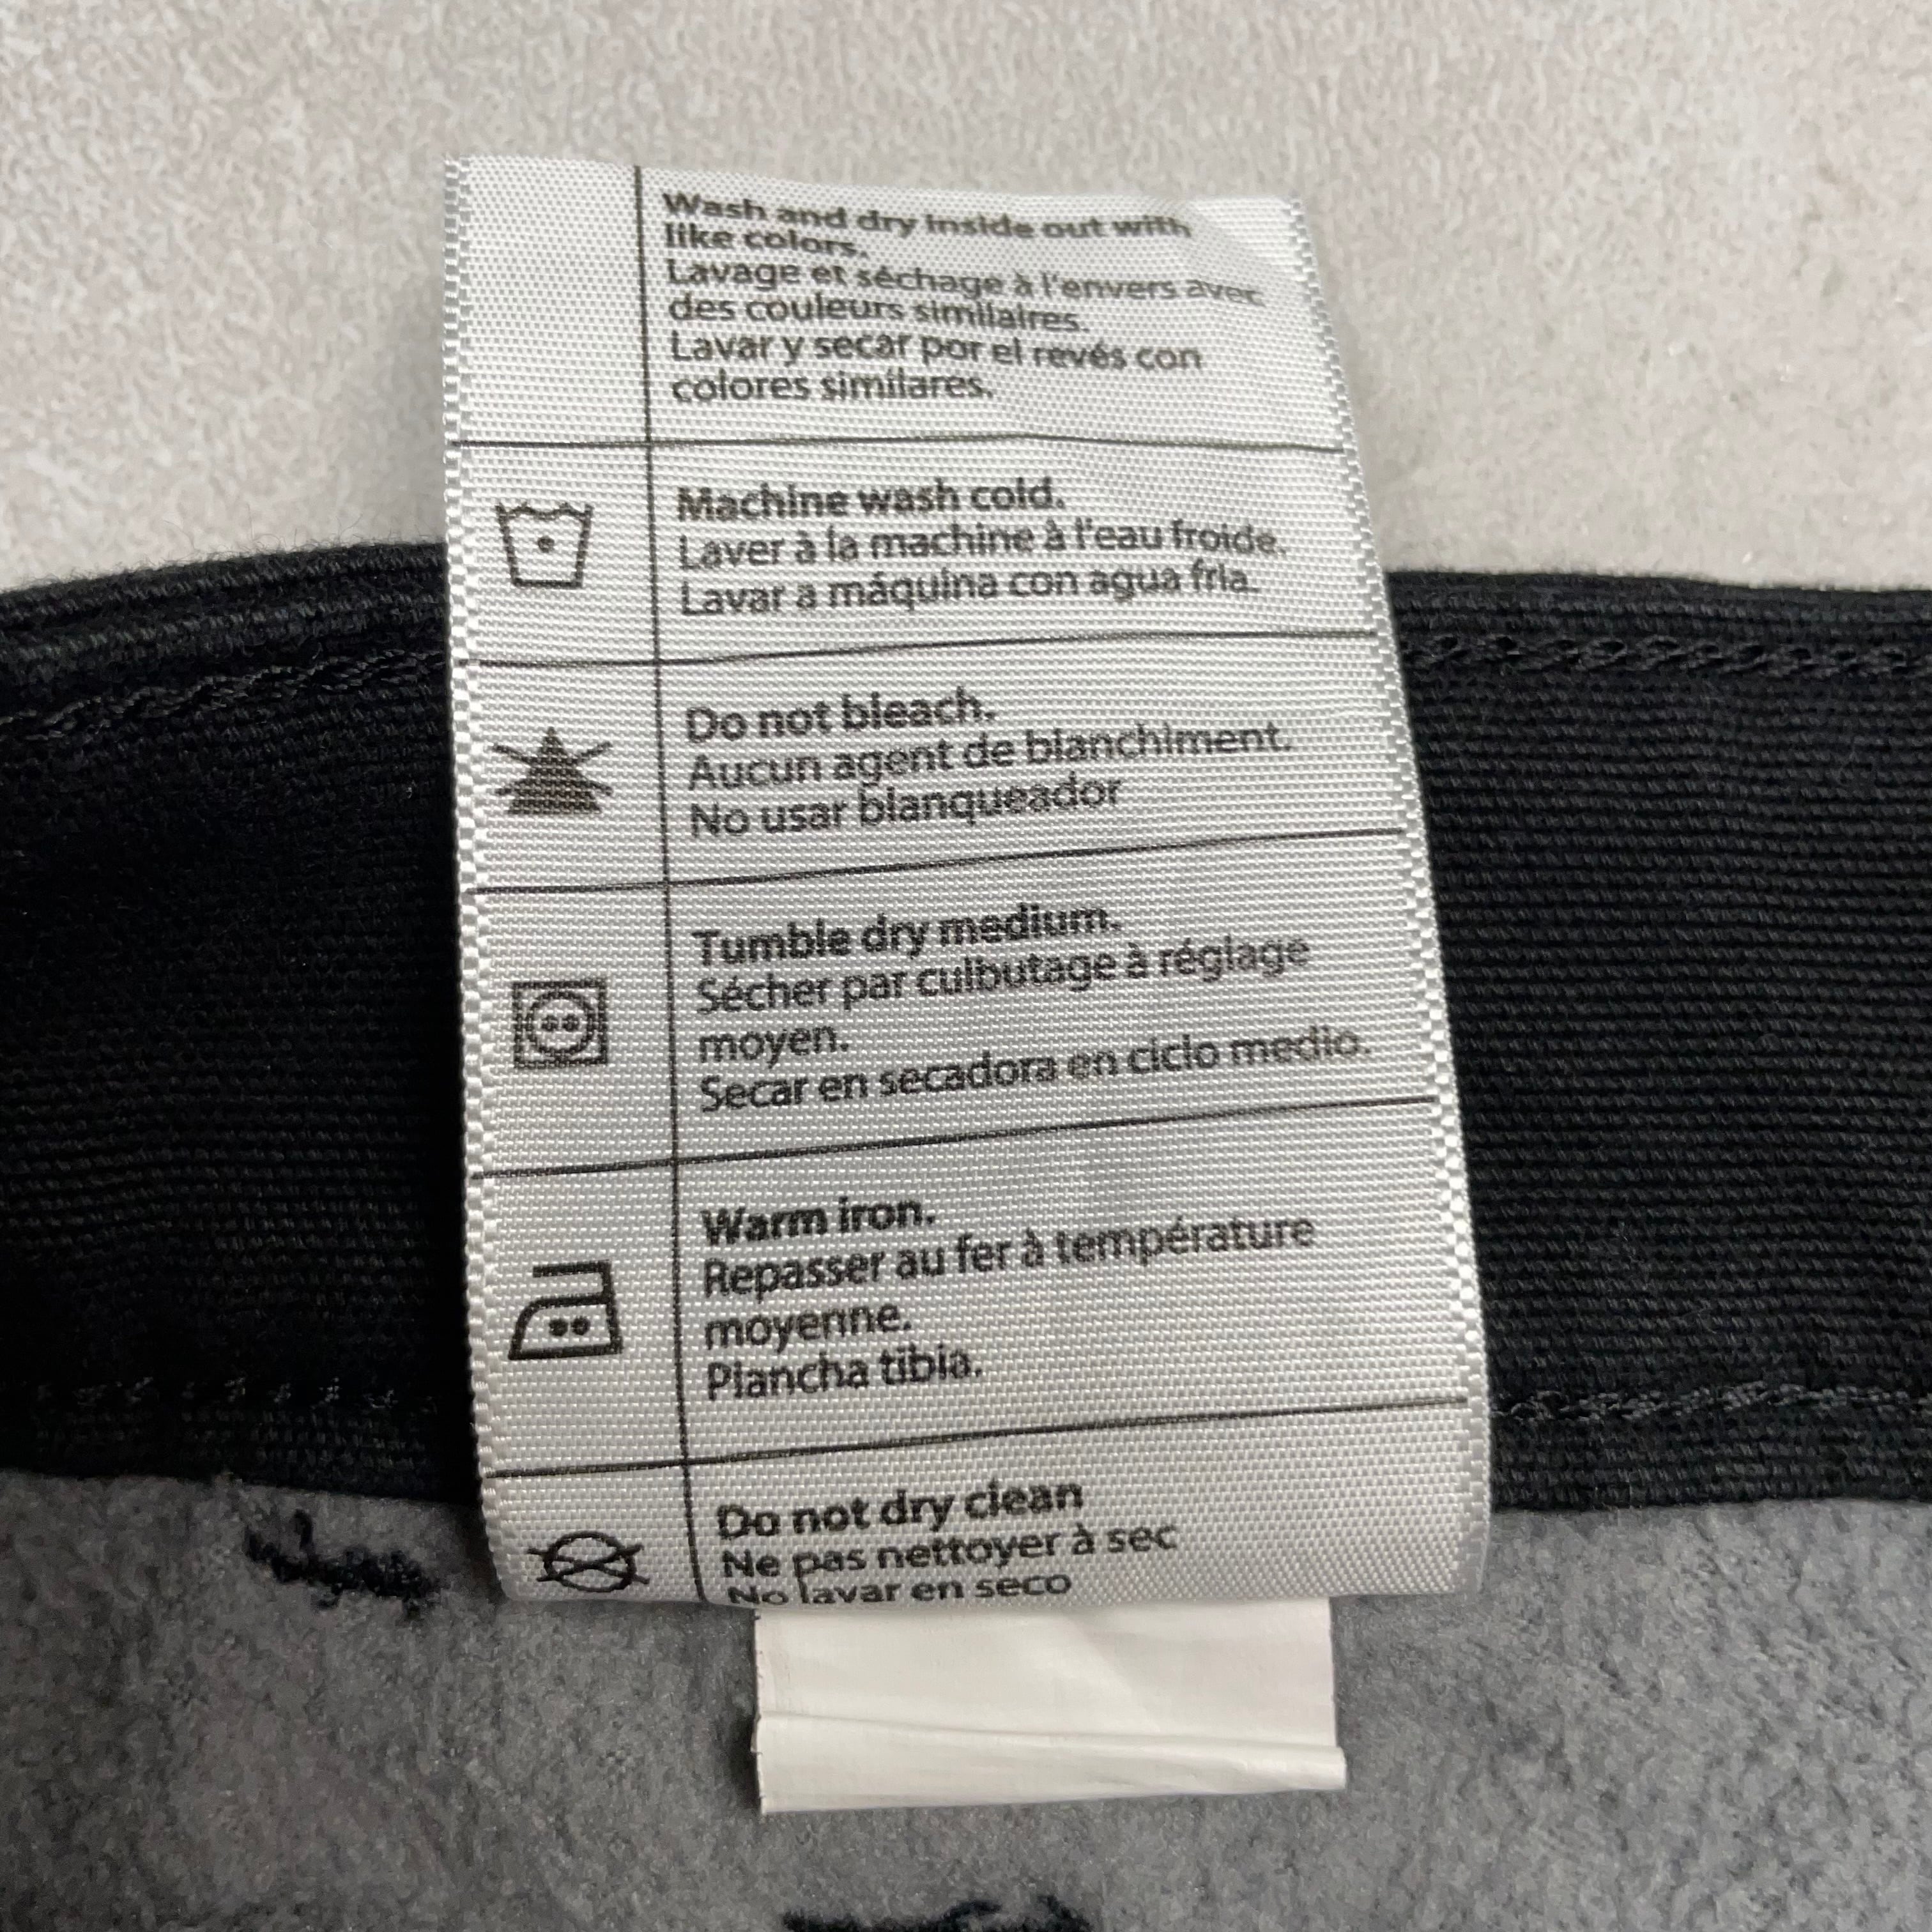 Wash and dry inside out with
like colors.
Lavage et séchage à l'envers avec
des couleurs similaires.
Lavar y secar por el revés con
colores similares.
Machine wash cold.
Laver à la machine à l'eau froide.
Lavar a máquina con agua fría.
Do not bleach.
Aucun agent de blanchiment.
No usar blanqueador
Tumble dry medium.
Sécher par culbutage à réglage
moyen.
Secar en secadora en ciclo medio.
Warm iron.
Repasser au fer à température
moyenne.
Plancha tibia.
Do not dry clean
Ne pas nettoyer à sec
No lavar en seco